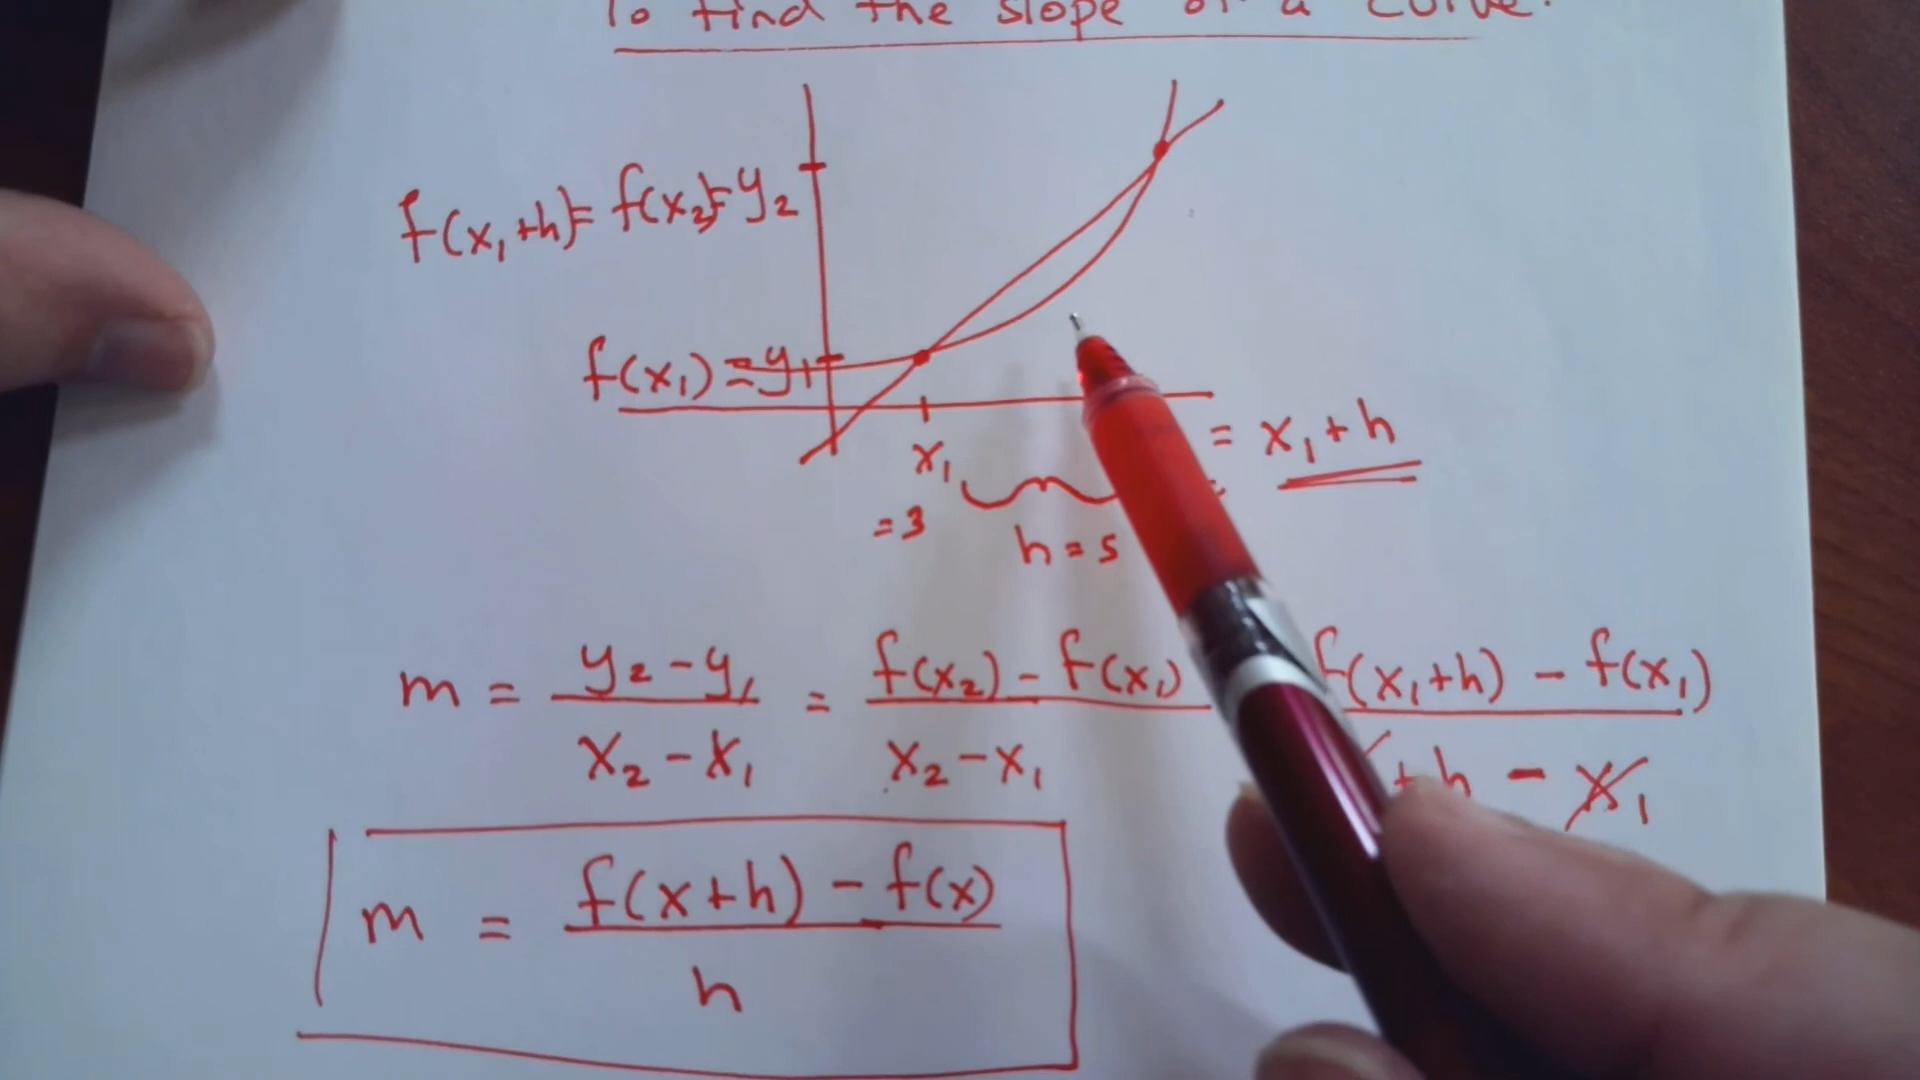 To find the slope of a curve.
f(x₁+h)= f(x₂)=y₂
f(x₁) = y₁
x₁ = x₁+h
=3 h=5
m = y₂-y₁ / x₂-x₁ = f(x₂)-f(x₁) / x₂-x₁ f(x₁+h) - f(x₁) / +h - x₁
m = f(x+h) - f(x) / h